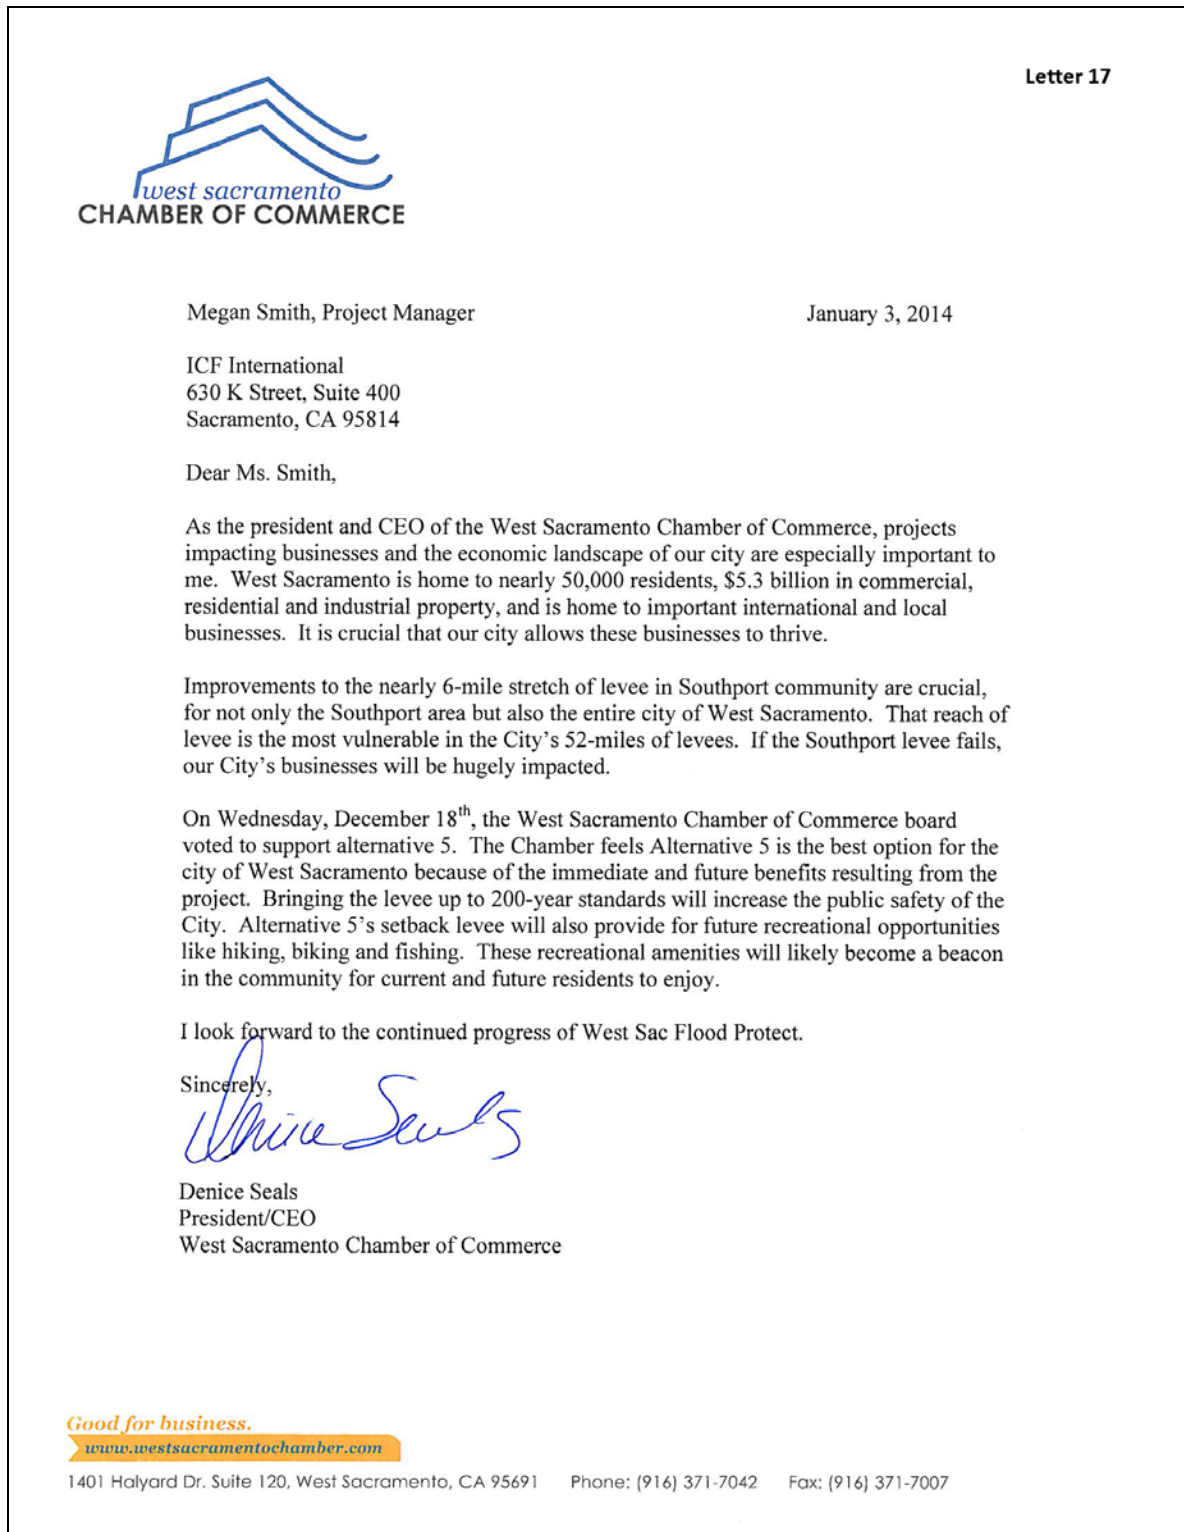 Letter 17
west sacramento
CHAMBER OF COMMERCE
Megan Smith, Project Manager January 3, 2014
ICF International
630 K Street, Suite 400
Sacramento, CA 95814
Dear Ms. Smith,
As the president and CEO of the West Sacramento Chamber of Commerce, projects
impacting businesses and the economic landscape of our city are especially important to
me. West Sacramento is home to nearly 50,000 residents, $5.3 billion in commercial,
residential and industrial property, and is home to important international and local
businesses. It is crucial that our city allows these businesses to thrive.
Improvements to the nearly 6-mile stretch of levee in Southport community are crucial,
for not only the Southport area but also the entire city of West Sacramento. That reach of
levee is the most vulnerable in the City's 52-miles of levees. If the Southport levee fails,
our City's businesses will be hugely impacted.
On Wednesday, December 18th, the West Sacramento Chamber of Commerce board
voted to support alternative 5. The Chamber feels Alternative 5 is the best option for the
city of West Sacramento because of the immediate and future benefits resulting from the
project. Bringing the levee up to 200-year standards will increase the public safety of the
City. Alternative 5's setback levee will also provide for future recreational opportunities
like hiking, biking and fishing. These recreational amenities will likely become a beacon
in the community for current and future residents to enjoy.
I look forward to the continued progress of West Sac Flood Protect.
Sincerely,
Denice Seals
Denice Seals
President/CEO
West Sacramento Chamber of Commerce
Good for business.
www.westsacramentochamber.com
1401 Halyard Dr. Suite 120, West Sacramento, CA 95691 Phone: (916) 371-7042 Fax: (916) 371-7007